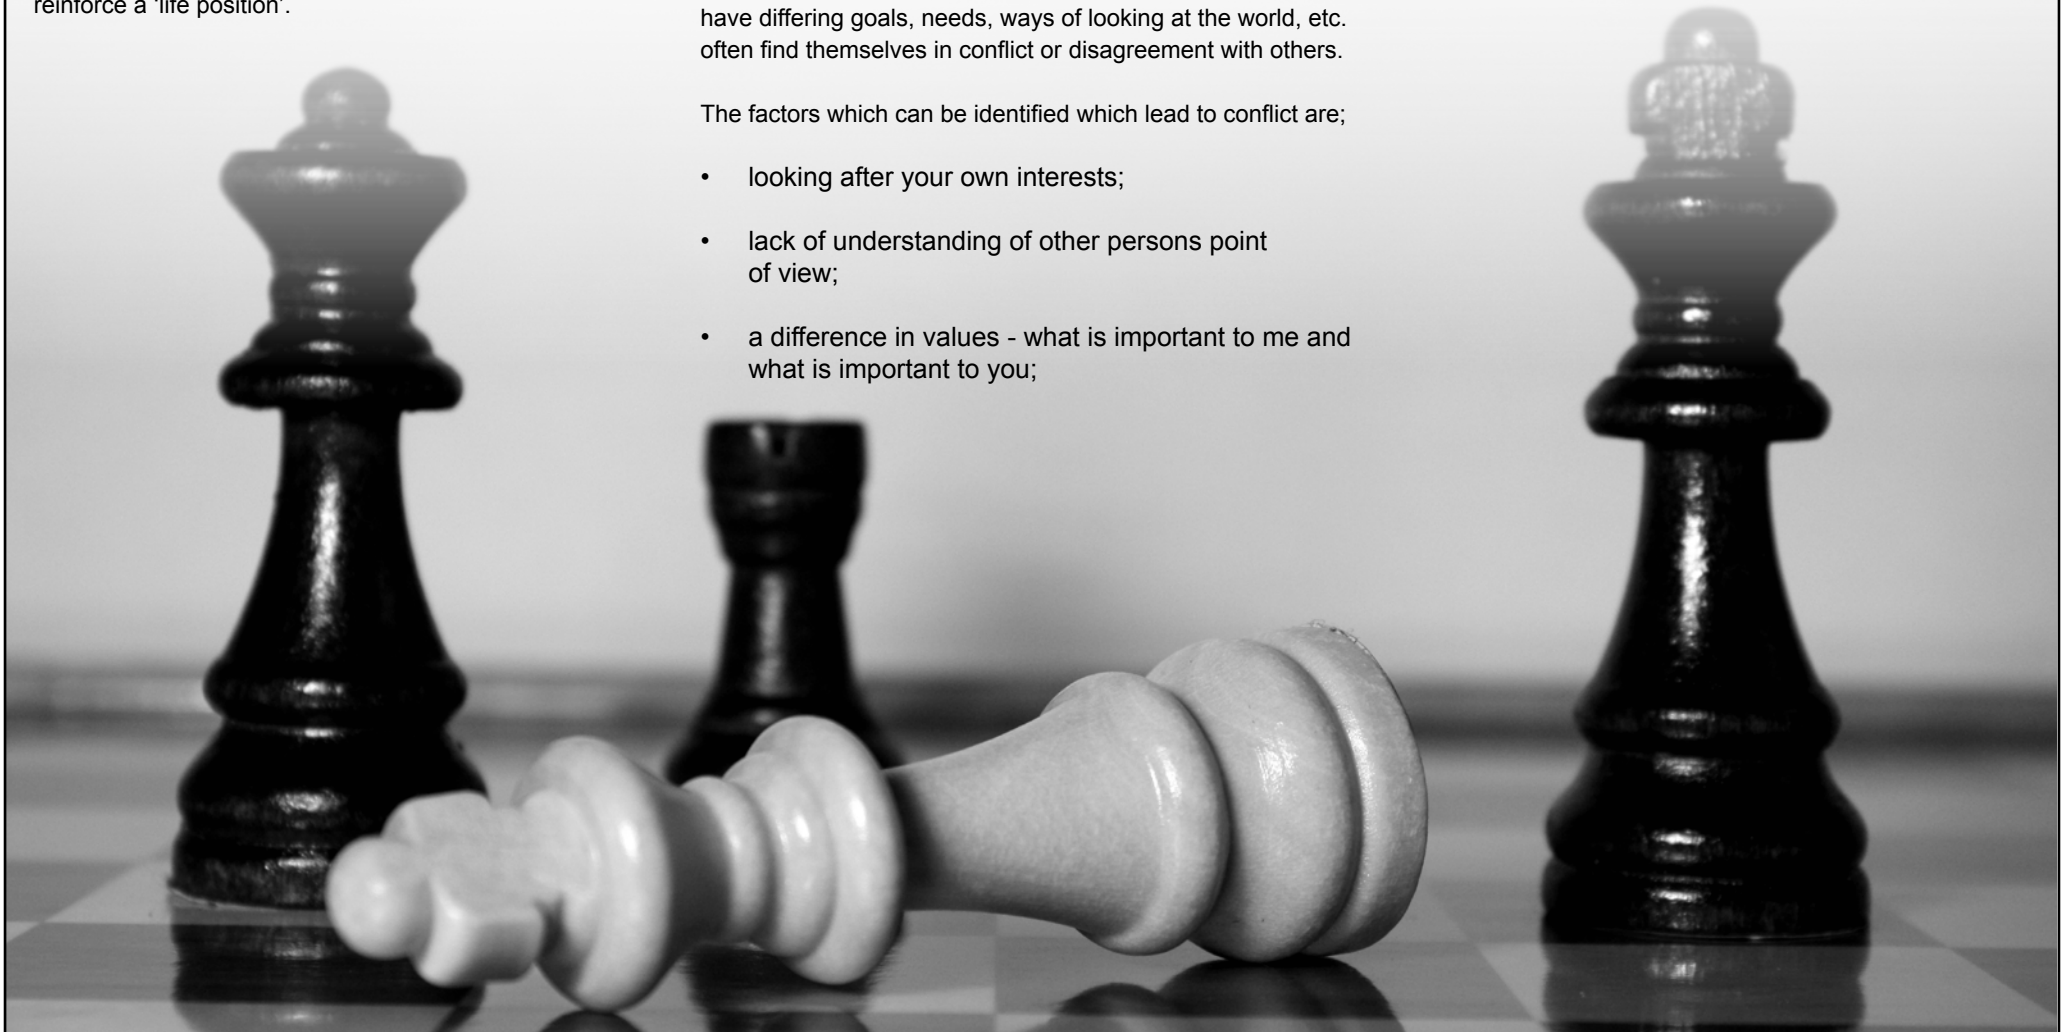 reinforce a ‘life position’.
have differing goals, needs, ways of looking at the world, etc.
often find themselves in conflict or disagreement with others.
The factors which can be identified which lead to conflict are;
• looking after your own interests;
• lack of understanding of other persons point
of view;
• a difference in values - what is important to me and
what is important to you;